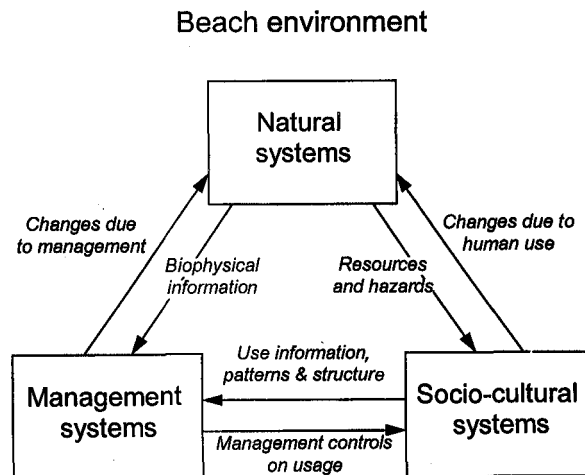 Beach environment
Natural
systems
Changes due
to management
Changes due to
human use
Biophysical
information
Resources
and hazards
Use information,
patterns & structure
Management
systems
Socio-cultural
systems
Management controls
on usage